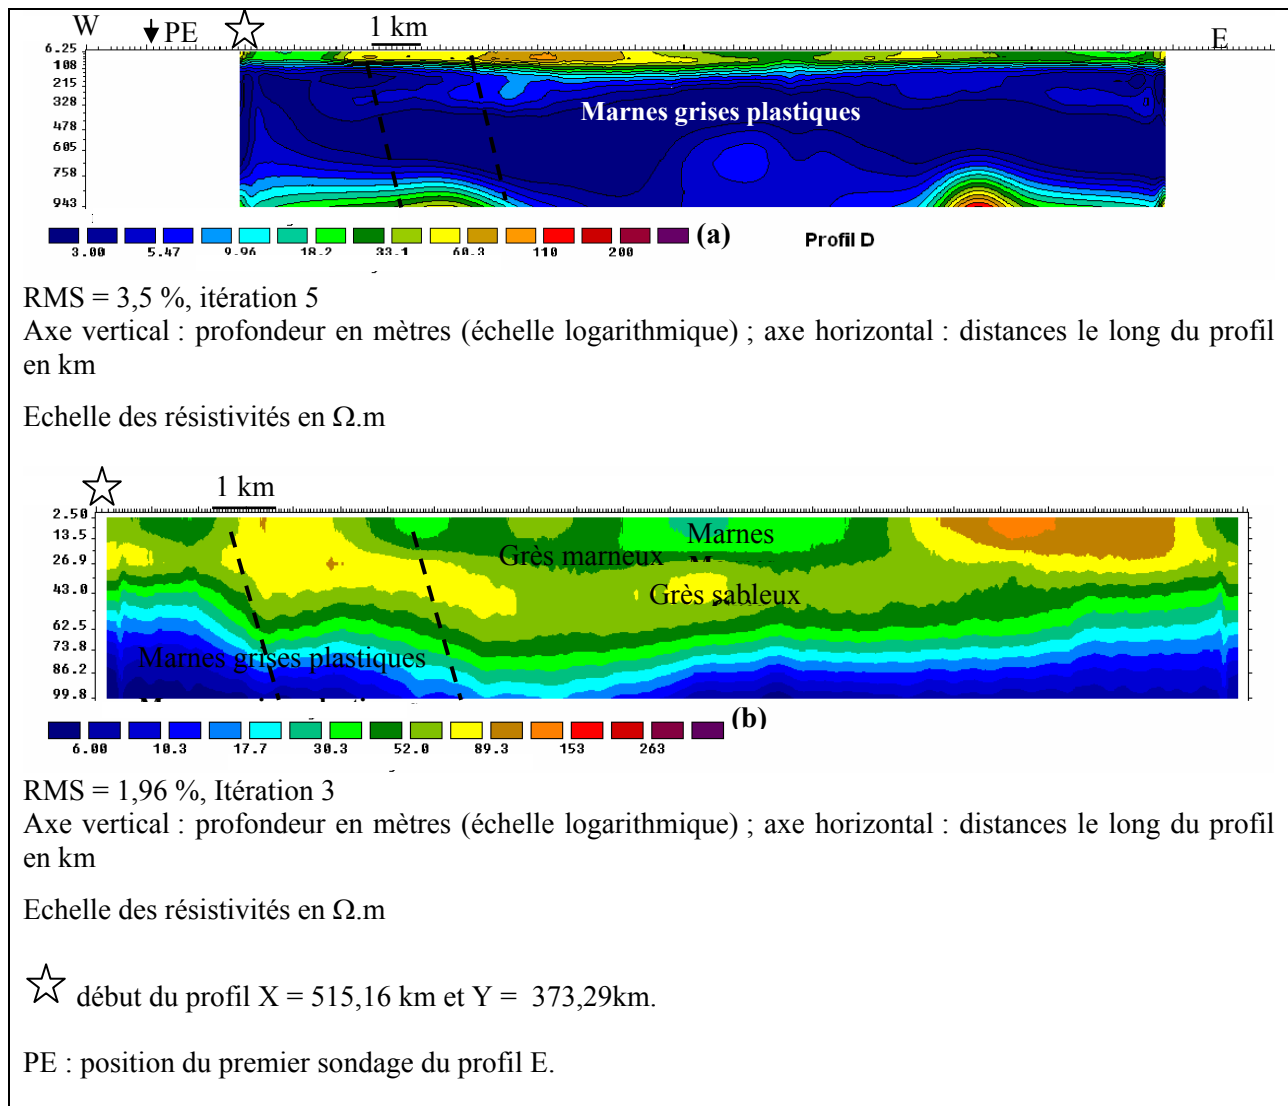 W PE 1 km E
6.25
108
215
328
478
605
758
943
Marnes grises plastiques
3.00 5.47 9.96 18.2 33.1 60.3 110 200
(a)
Profil D
RMS = 3,5 %, itération 5
Axe vertical : profondeur en mètres (échelle logarithmique) ; axe horizontal : distances le long du profil
en km
Echelle des résistivités en Ω.m
1 km
2.50
13.5
26.9
43.0
62.5
73.8
86.2
99.8
Marnes
Grès marneux
Grès sableux
Marnes grises plastiques
6.00 10.3 17.7 30.3 52.0 89.3 153 263
(b)
RMS = 1,96 %, Itération 3
Axe vertical : profondeur en mètres (échelle logarithmique) ; axe horizontal : distances le long du profil
en km
Echelle des résistivités en Ω.m
début du profil X = 515,16 km et Y = 373,29km.
PE : position du premier sondage du profil E.